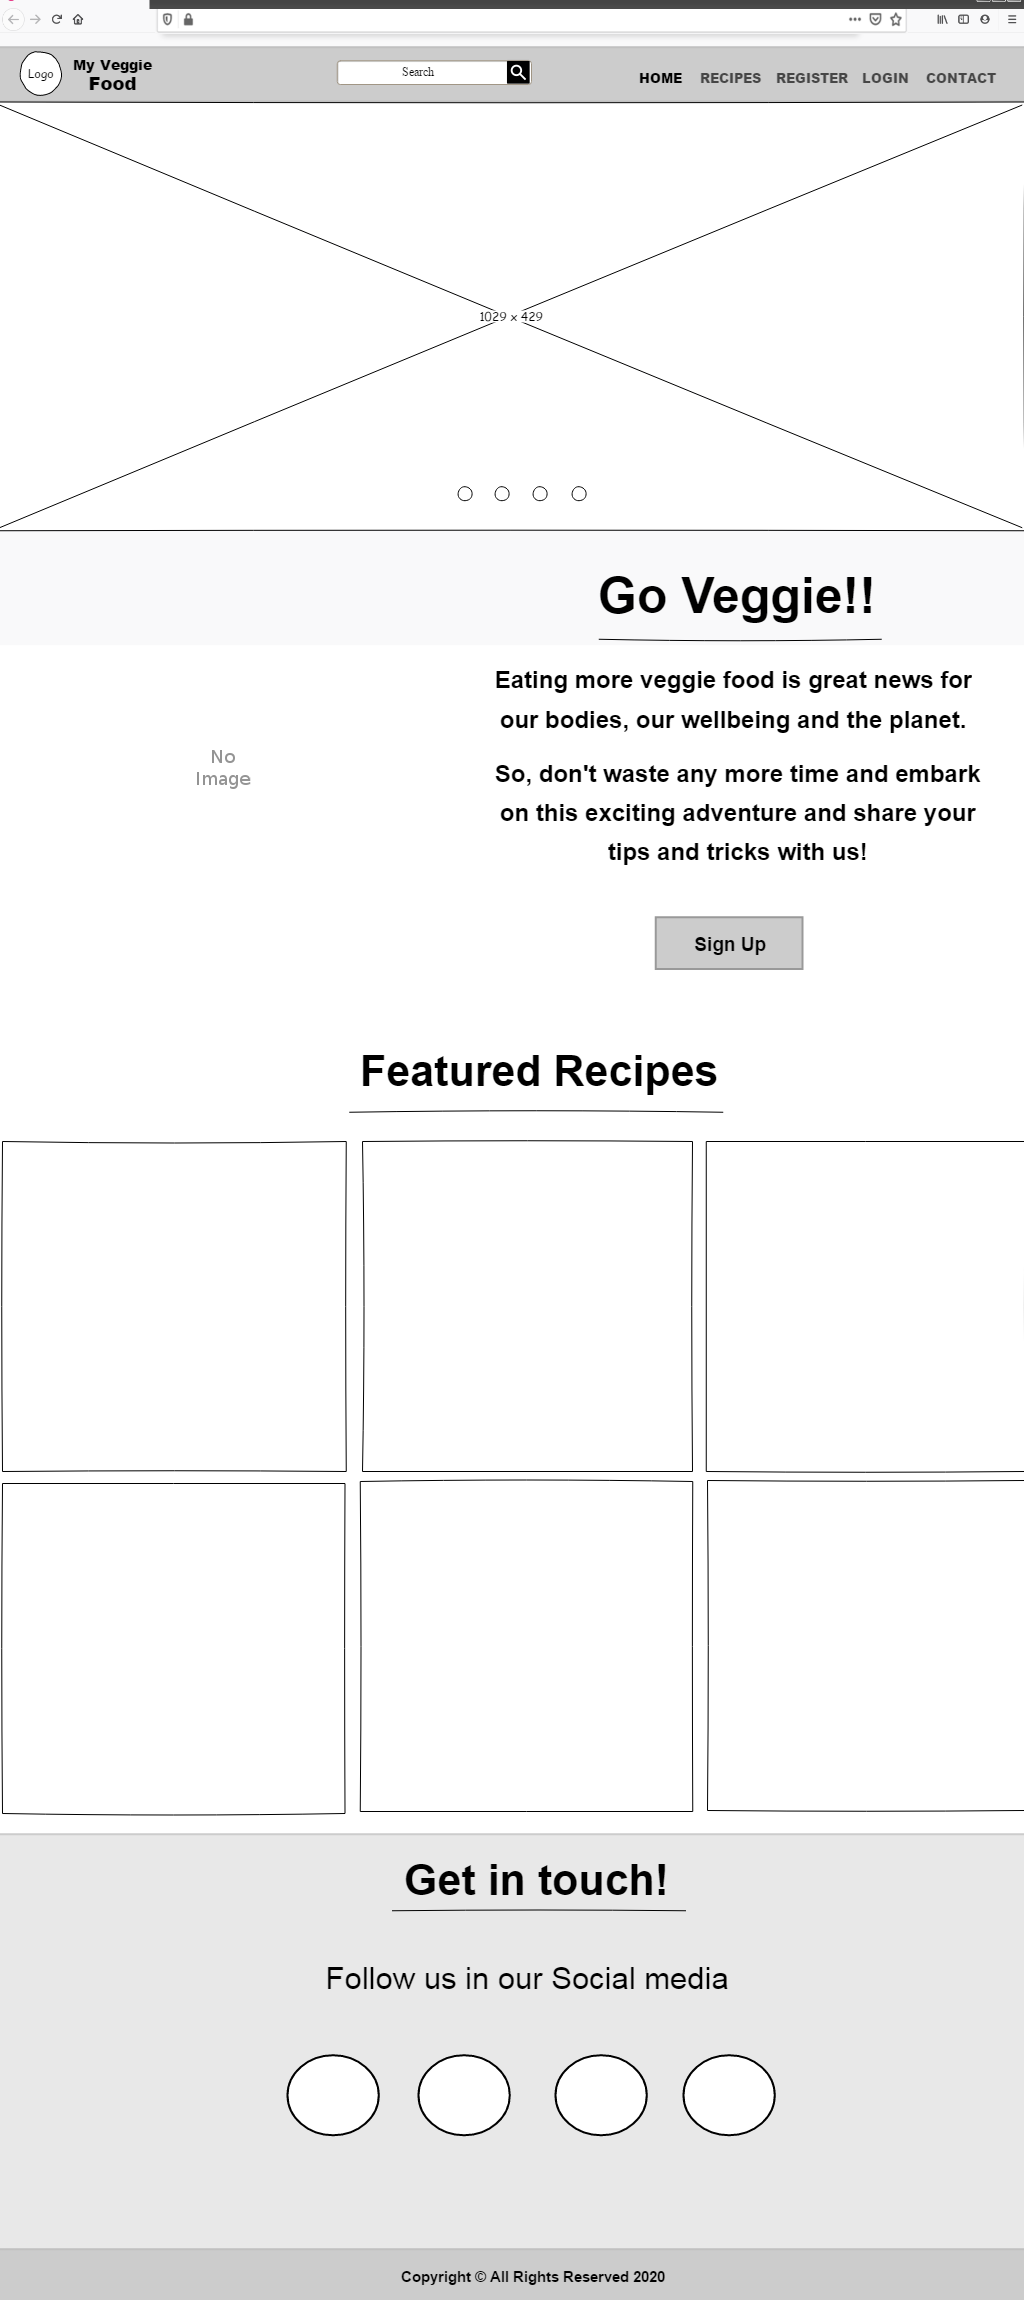 Logo
My Veggie
Food
Search
HOME RECIPES REGISTER LOGIN CONTACT
1029 x 429
Go Veggie!!
Eating more veggie food is great news for
our bodies, our wellbeing and the planet.
No
Image
So, don't waste any more time and embark
on this exciting adventure and share your
tips and tricks with us!
Sign Up
Featured Recipes
Get in touch!
Follow us in our Social media
Copyright © All Rights Reserved 2020